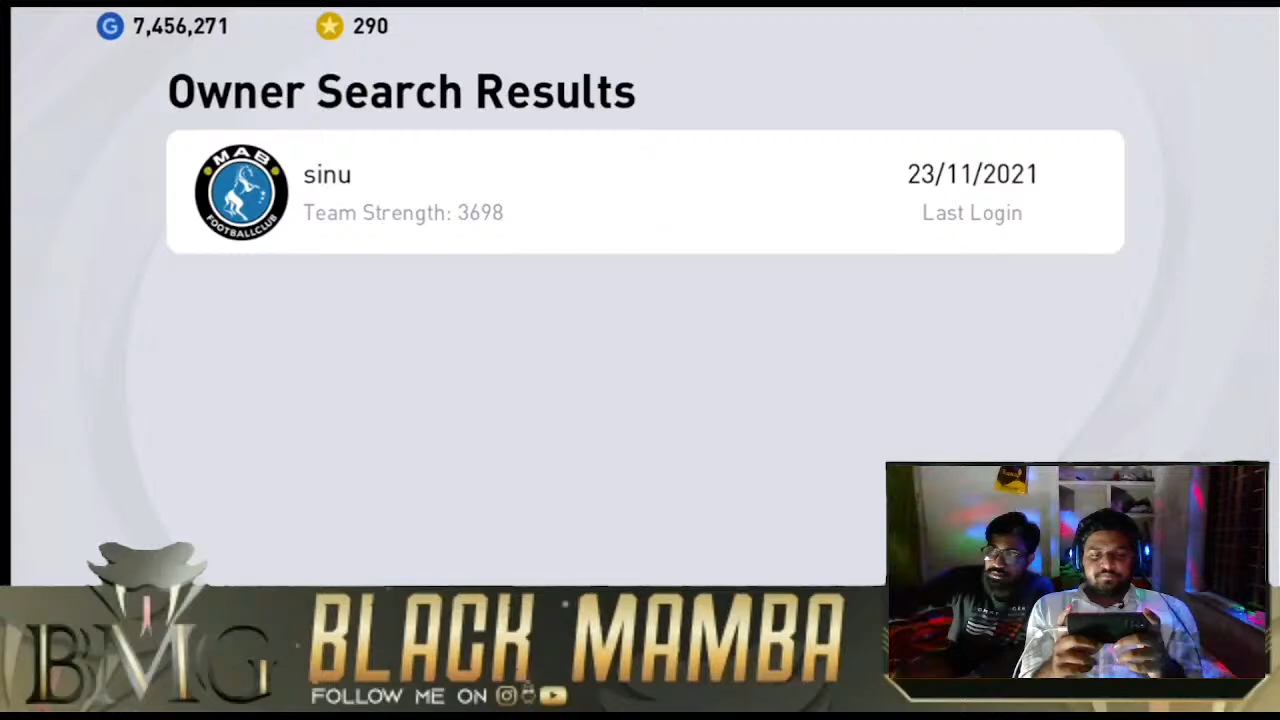 7,456,271 290
Owner Search Results
MAB FOOTBALLCLUB
sinu
Team Strength: 3698
23/11/2021
Last Login
BMG
BLACK MAMBA
FOLLOW ME ON